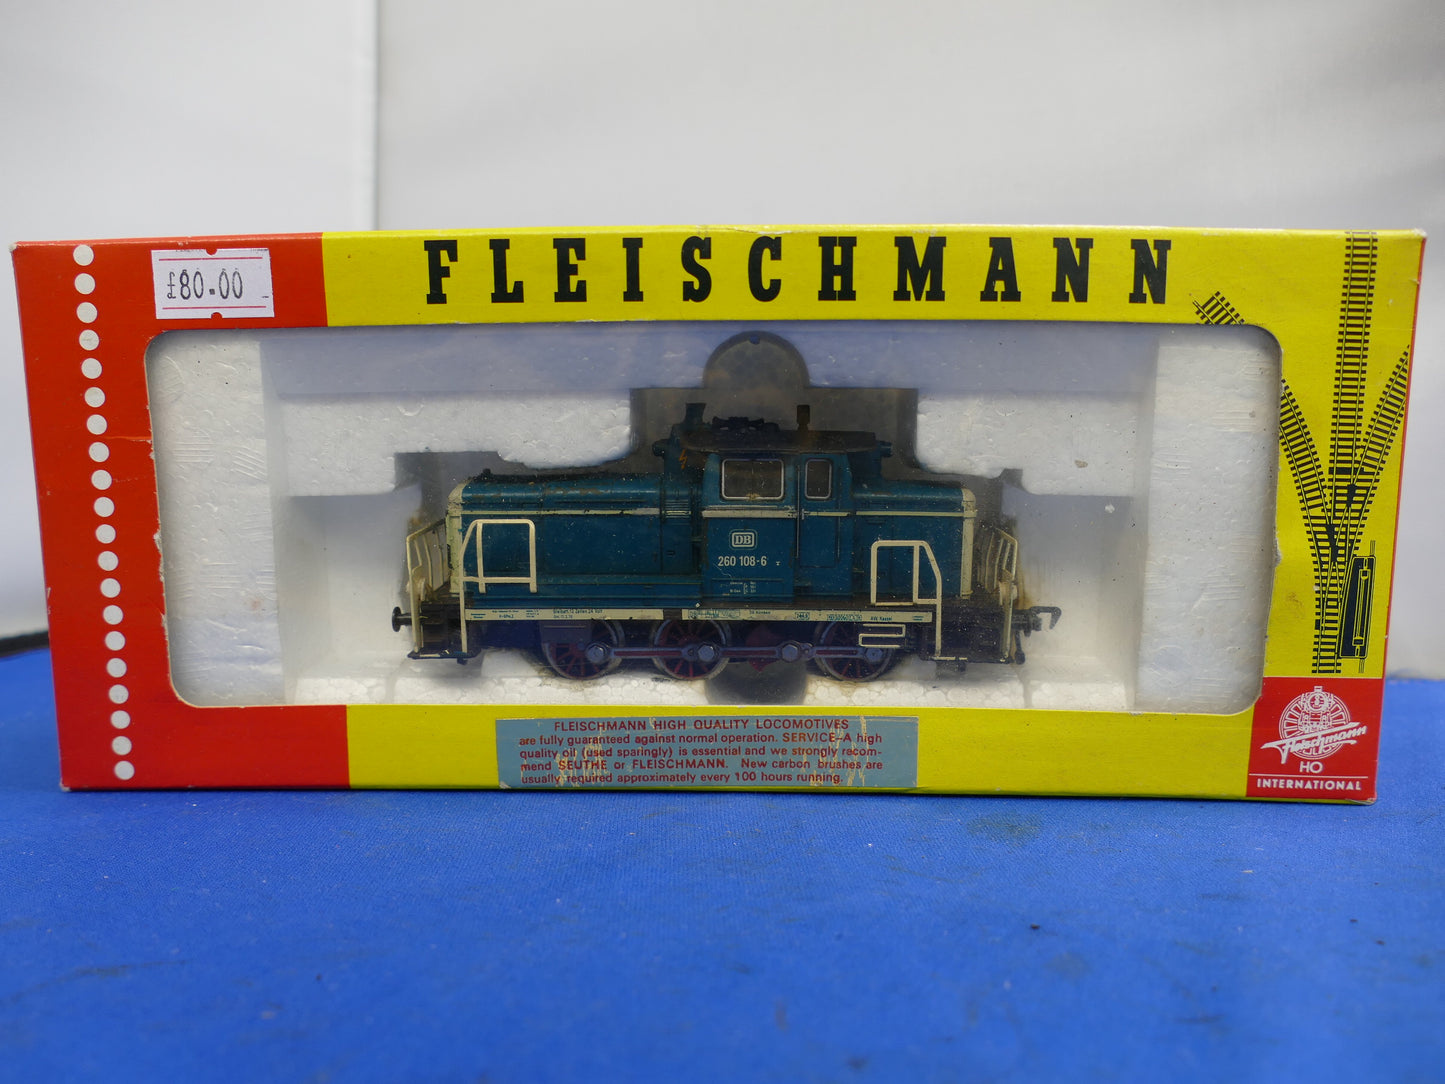 £80.00
FLEISCHMANN
DB
260 108-6
FLEISCHMANN HIGH QUALITY LOCOMOTIVES
are fully guaranteed against normal operation. SERVICE-A high
quality oil (used sparingly) is essential and we strongly recom-
mend SEUTHE or FLEISCHMANN. New carbon brushes are
usually required approximately every 100 hours running.
Fleischmann
HO
INTERNATIONAL